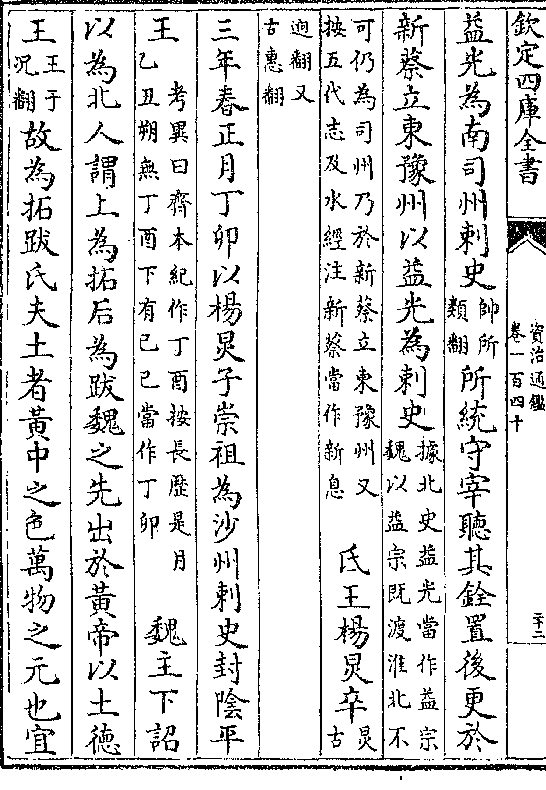 欽定四庫全書
資治通鑑
卷一百四十
益光為南司州刺史帥所類翻所統守宰聽其銓置後更於
新蔡立東豫州以益光為刺史據北史益光當作益宗魏以益宗既渡淮北不
可仍為司州乃於新蔡立東豫州又按五代志及水經注新蔡當作新息氏王楊炅卒炅古
迥翻又古惠翻
三年春正月丁卯以楊炅子崇祖為沙州刺史封陰平
王考異曰齊本紀作丁酉按長歷是月乙丑朔無丁酉下有己巳當作丁卯魏主下詔
以為北人謂上為拓后為跋魏之先出於黃帝以土德
王王于況翻故為拓跋氏夫土者黃中之色萬物之元也宜